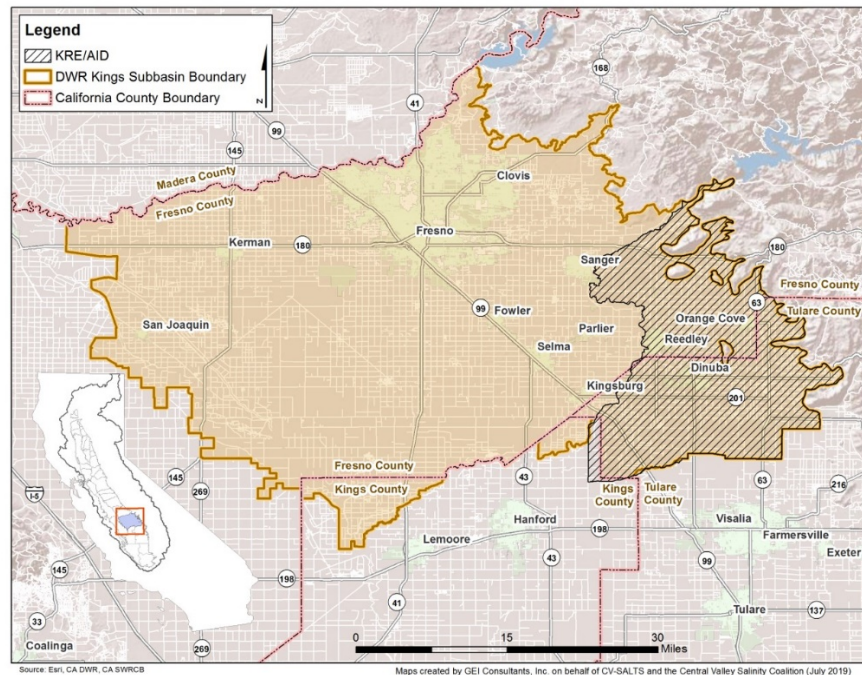 Legend
KRE/AID
DWR Kings Subbasin Boundary
California County Boundary
N
168
41
99
145
Madera County
Fresno County
Clovis
Fresno
Kerman
180
Sanger
180
Fresno County
Tulare County
63
99
Fowler
San Joaquin
Parlier
Orange Cove
Selma
Reedley
Dinuba
Kingsburg
201
Fresno County
Kings County
145
269
I-5
43
Kings County
Tulare County
63
216
Hanford
198
Visalia
Lemoore
Farmersville
43
99
Exeter
145
198
41
Tulare
137
33
Coalinga
269
0
15
30
Miles
Source: Esri, CA DWR, CA SWRCB
Maps created by GEI Consultants, Inc. on behalf of CV-SALTS and the Central Valley Salinity Coalition (July 2019)